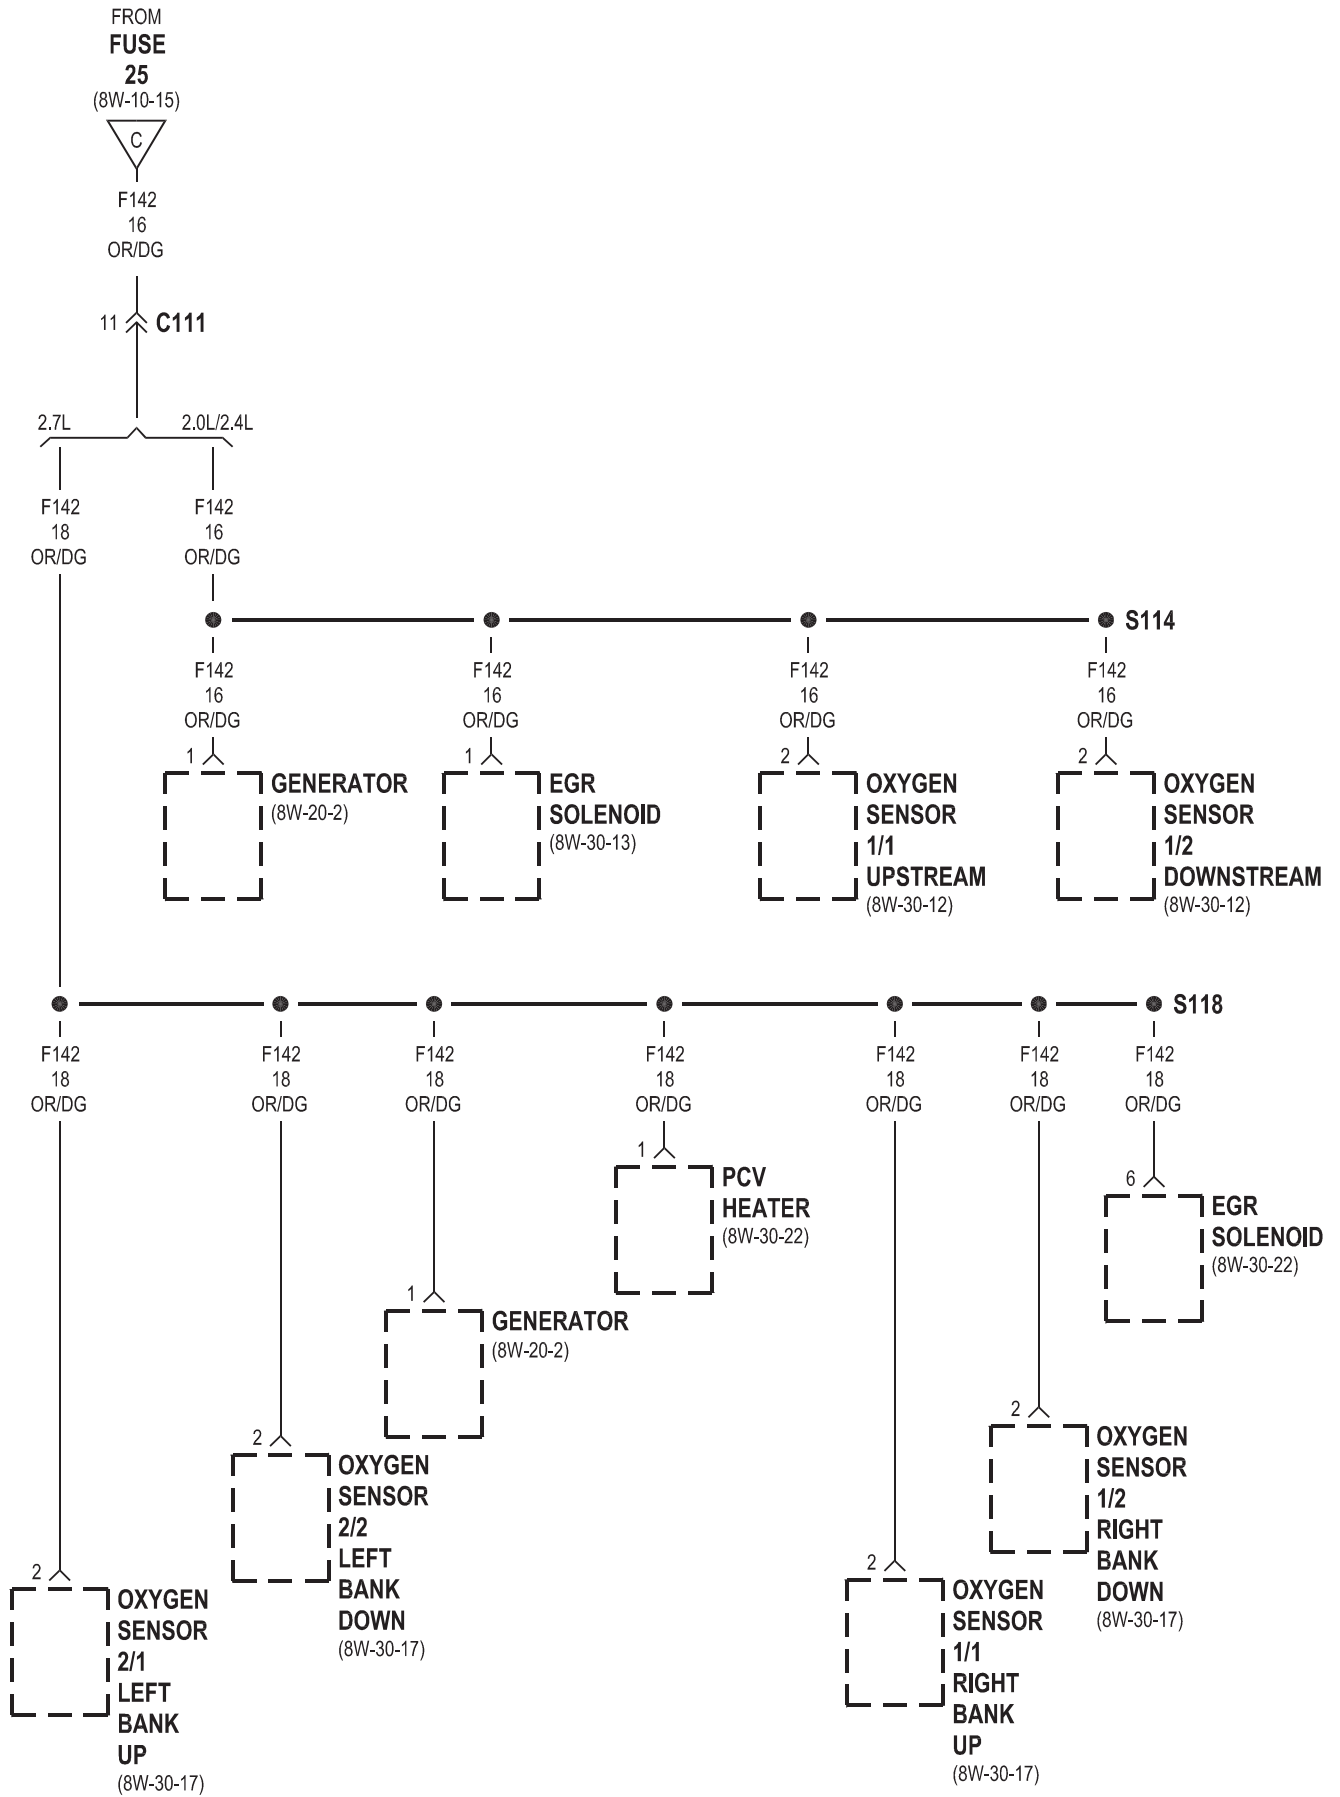 FROM
FUSE
25
(8W-10-15)
C
F142
16
OR/DG
11 C111
2.7L 2.0L/2.4L
F142 F142
18 16
OR/DG OR/DG
S114
F142 F142 F142 F142
16 16 16 16
OR/DG OR/DG OR/DG OR/DG
1 1 2 2
GENERATOR
(8W-20-2)
EGR
SOLENOID
(8W-30-13)
OXYGEN
SENSOR
1/1
UPSTREAM
(8W-30-12)
OXYGEN
SENSOR
1/2
DOWNSTREAM
(8W-30-12)
S118
F142 F142 F142 F142 F142 F142 F142
18 18 18 18 18 18 18
OR/DG OR/DG OR/DG OR/DG OR/DG OR/DG OR/DG
1
PCV
HEATER
(8W-30-22)
6
EGR
SOLENOID
(8W-30-22)
1
GENERATOR
(8W-20-2)
2
OXYGEN
SENSOR
2/2
LEFT
BANK
DOWN
(8W-30-17)
2
OXYGEN
SENSOR
1/2
RIGHT
BANK
DOWN
(8W-30-17)
2
OXYGEN
SENSOR
2/1
LEFT
BANK
UP
(8W-30-17)
2
OXYGEN
SENSOR
1/1
RIGHT
BANK
UP
(8W-30-17)